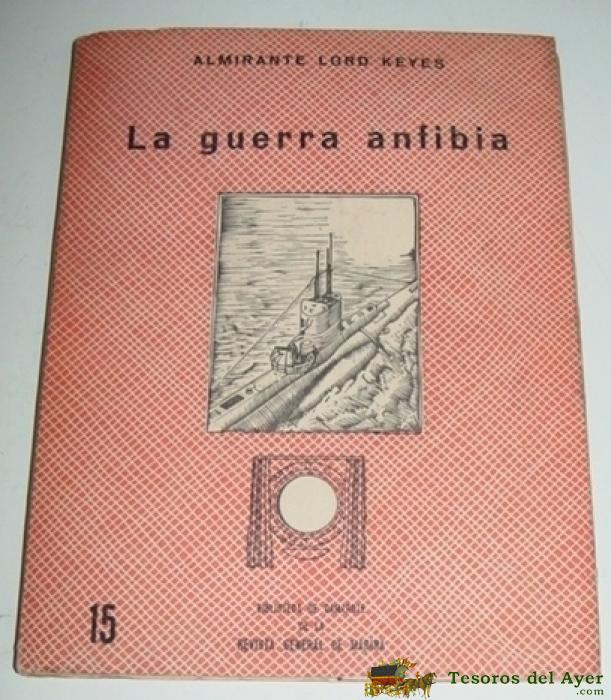 ALMIRANTE LORD KEYES
La guerra anfibia
15
BIBLIOTECA DE CAMAROTE
DE LA
REVISTA GENERAL DE MARINA
Tesoros del Ayer
.com